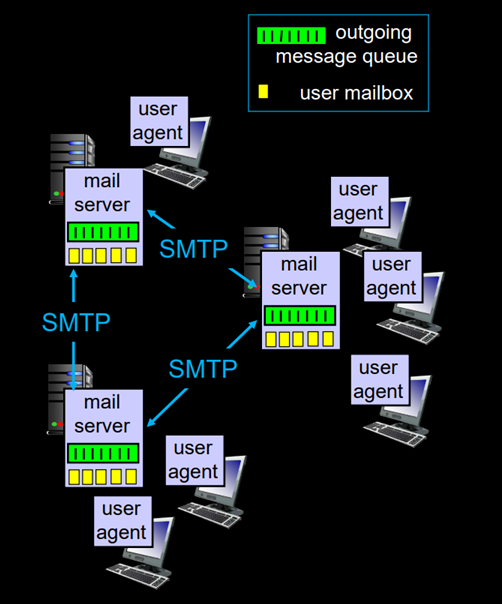 outgoing
message queue
user mailbox
user
agent
mail
server
SMTP
user
agent
mail
server
user
agent
SMTP
SMTP
user
agent
mail
server
user
agent
user
agent